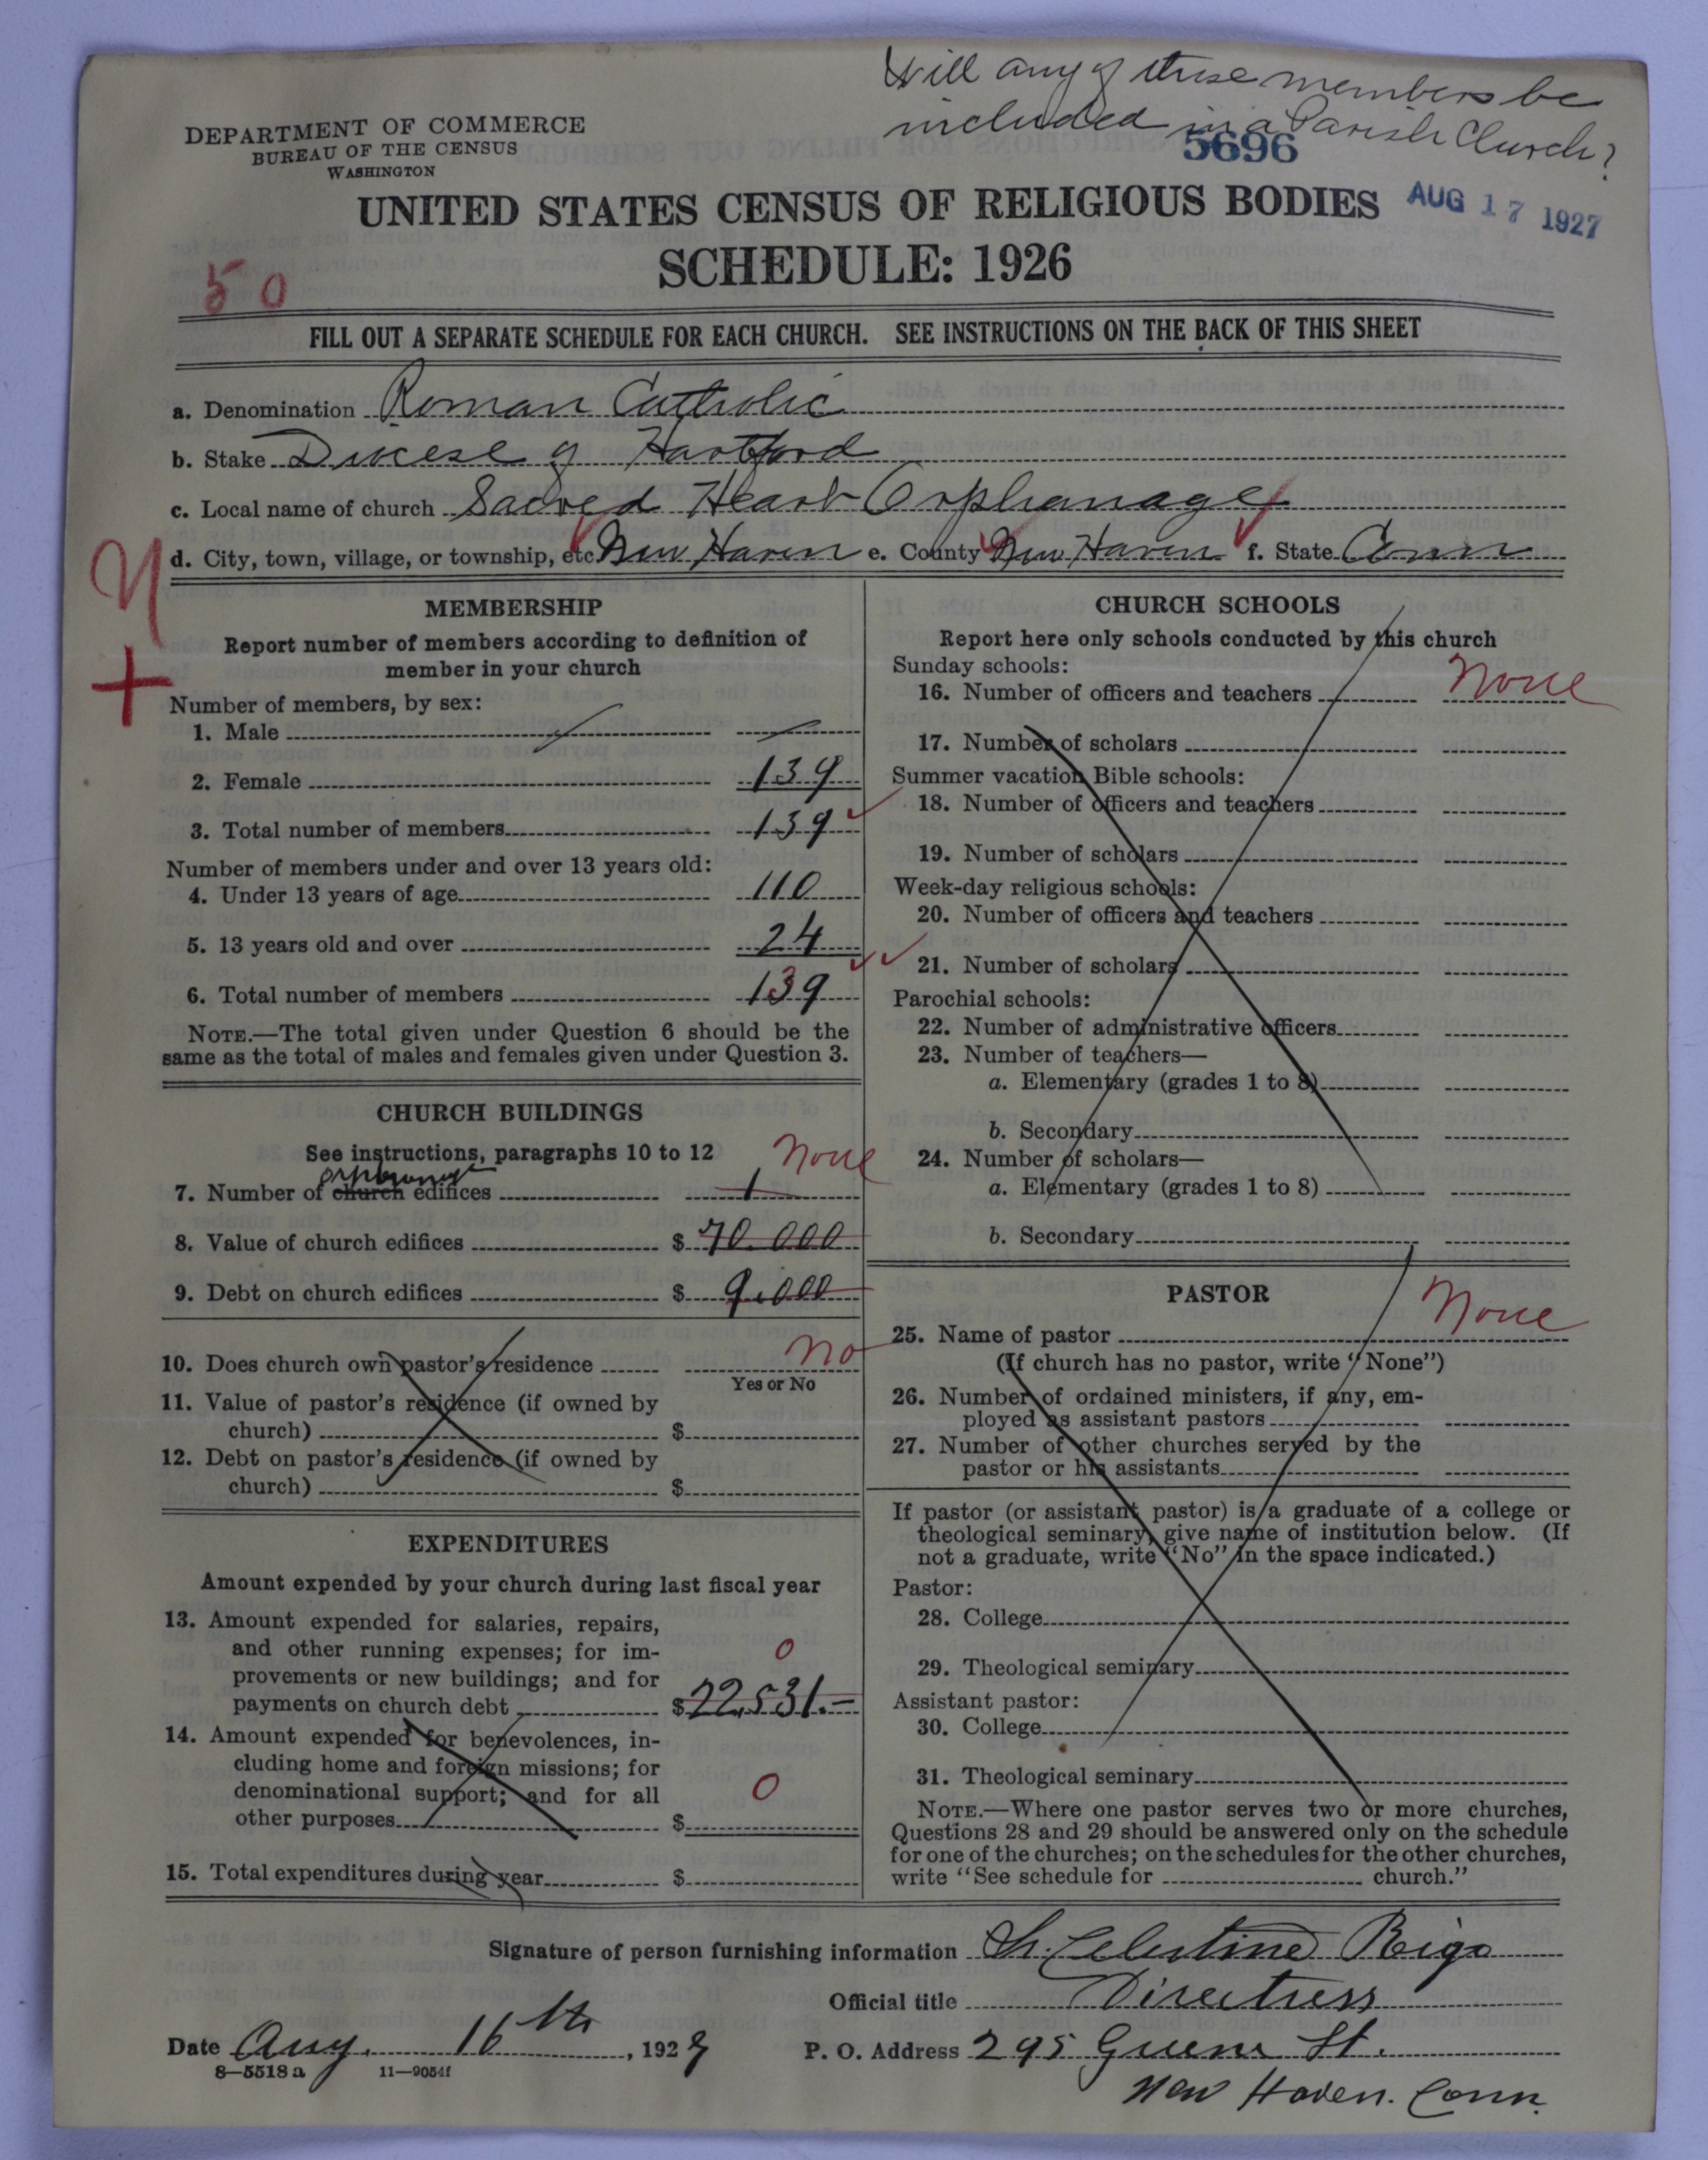 Will any of these members be
included in a Parish Church?
DEPARTMENT OF COMMERCE
BUREAU OF THE CENSUS
WASHINGTON
5696
UNITED STATES CENSUS OF RELIGIOUS BODIES
AUG 17 1927
SCHEDULE: 1926
50
FILL OUT A SEPARATE SCHEDULE FOR EACH CHURCH. SEE INSTRUCTIONS ON THE BACK OF THIS SHEET
a. Denomination Roman Catholic
b. Stake Diocese of Hartford
c. Local name of church Sacred Heart Orphanage
d. City, town, village, or township, etc New Haven e. County New Haven f. State Conn
MEMBERSHIP
Report number of members according to definition of
member in your church
Number of members, by sex:
1. Male
2. Female 139
3. Total number of members 139
Number of members under and over 13 years old:
4. Under 13 years of age 110
5. 13 years old and over 24
6. Total number of members 139
NOTE.—The total given under Question 6 should be the
same as the total of males and females given under Question 3.
CHURCH BUILDINGS
See instructions, paragraphs 10 to 12
None
orphanage
7. Number of church edifices 1
8. Value of church edifices $ 70.000
9. Debt on church edifices $ 9.000
10. Does church own pastor's residence No
Yes or No
11. Value of pastor's residence (if owned by
church) $
12. Debt on pastor's residence (if owned by
church) $
EXPENDITURES
Amount expended by your church during last fiscal year
13. Amount expended for salaries, repairs,
and other running expenses; for im-
0
provements or new buildings; and for
payments on church debt $ 22,531.-
14. Amount expended for benevolences, in-
cluding home and foreign missions; for
denominational support; and for all
0
other purposes $
15. Total expenditures during year $
CHURCH SCHOOLS
Report here only schools conducted by this church
Sunday schools:
16. Number of officers and teachers None
17. Number of scholars
Summer vacation Bible schools:
18. Number of officers and teachers
19. Number of scholars
Week-day religious schools:
20. Number of officers and teachers
21. Number of scholars
Parochial schools:
22. Number of administrative officers
23. Number of teachers—
a. Elementary (grades 1 to 8)
b. Secondary
24. Number of scholars—
a. Elementary (grades 1 to 8)
b. Secondary
PASTOR
25. Name of pastor None
(If church has no pastor, write "None")
26. Number of ordained ministers, if any, em-
ployed as assistant pastors
27. Number of other churches served by the
pastor or his assistants
If pastor (or assistant pastor) is a graduate of a college or
theological seminary, give name of institution below. (If
not a graduate, write "No" in the space indicated.)
Pastor:
28. College
29. Theological seminary
Assistant pastor:
30. College
31. Theological seminary
NOTE.—Where one pastor serves two or more churches,
Questions 28 and 29 should be answered only on the schedule
for one of the churches; on the schedules for the other churches,
write "See schedule for church."
Signature of person furnishing information Sr. Celestine Rigo
Official title Directress
Date Aug. 16th, 1927 P. O. Address 295 Greene St.
8—5518 a 11—9054f
New Haven. Conn.